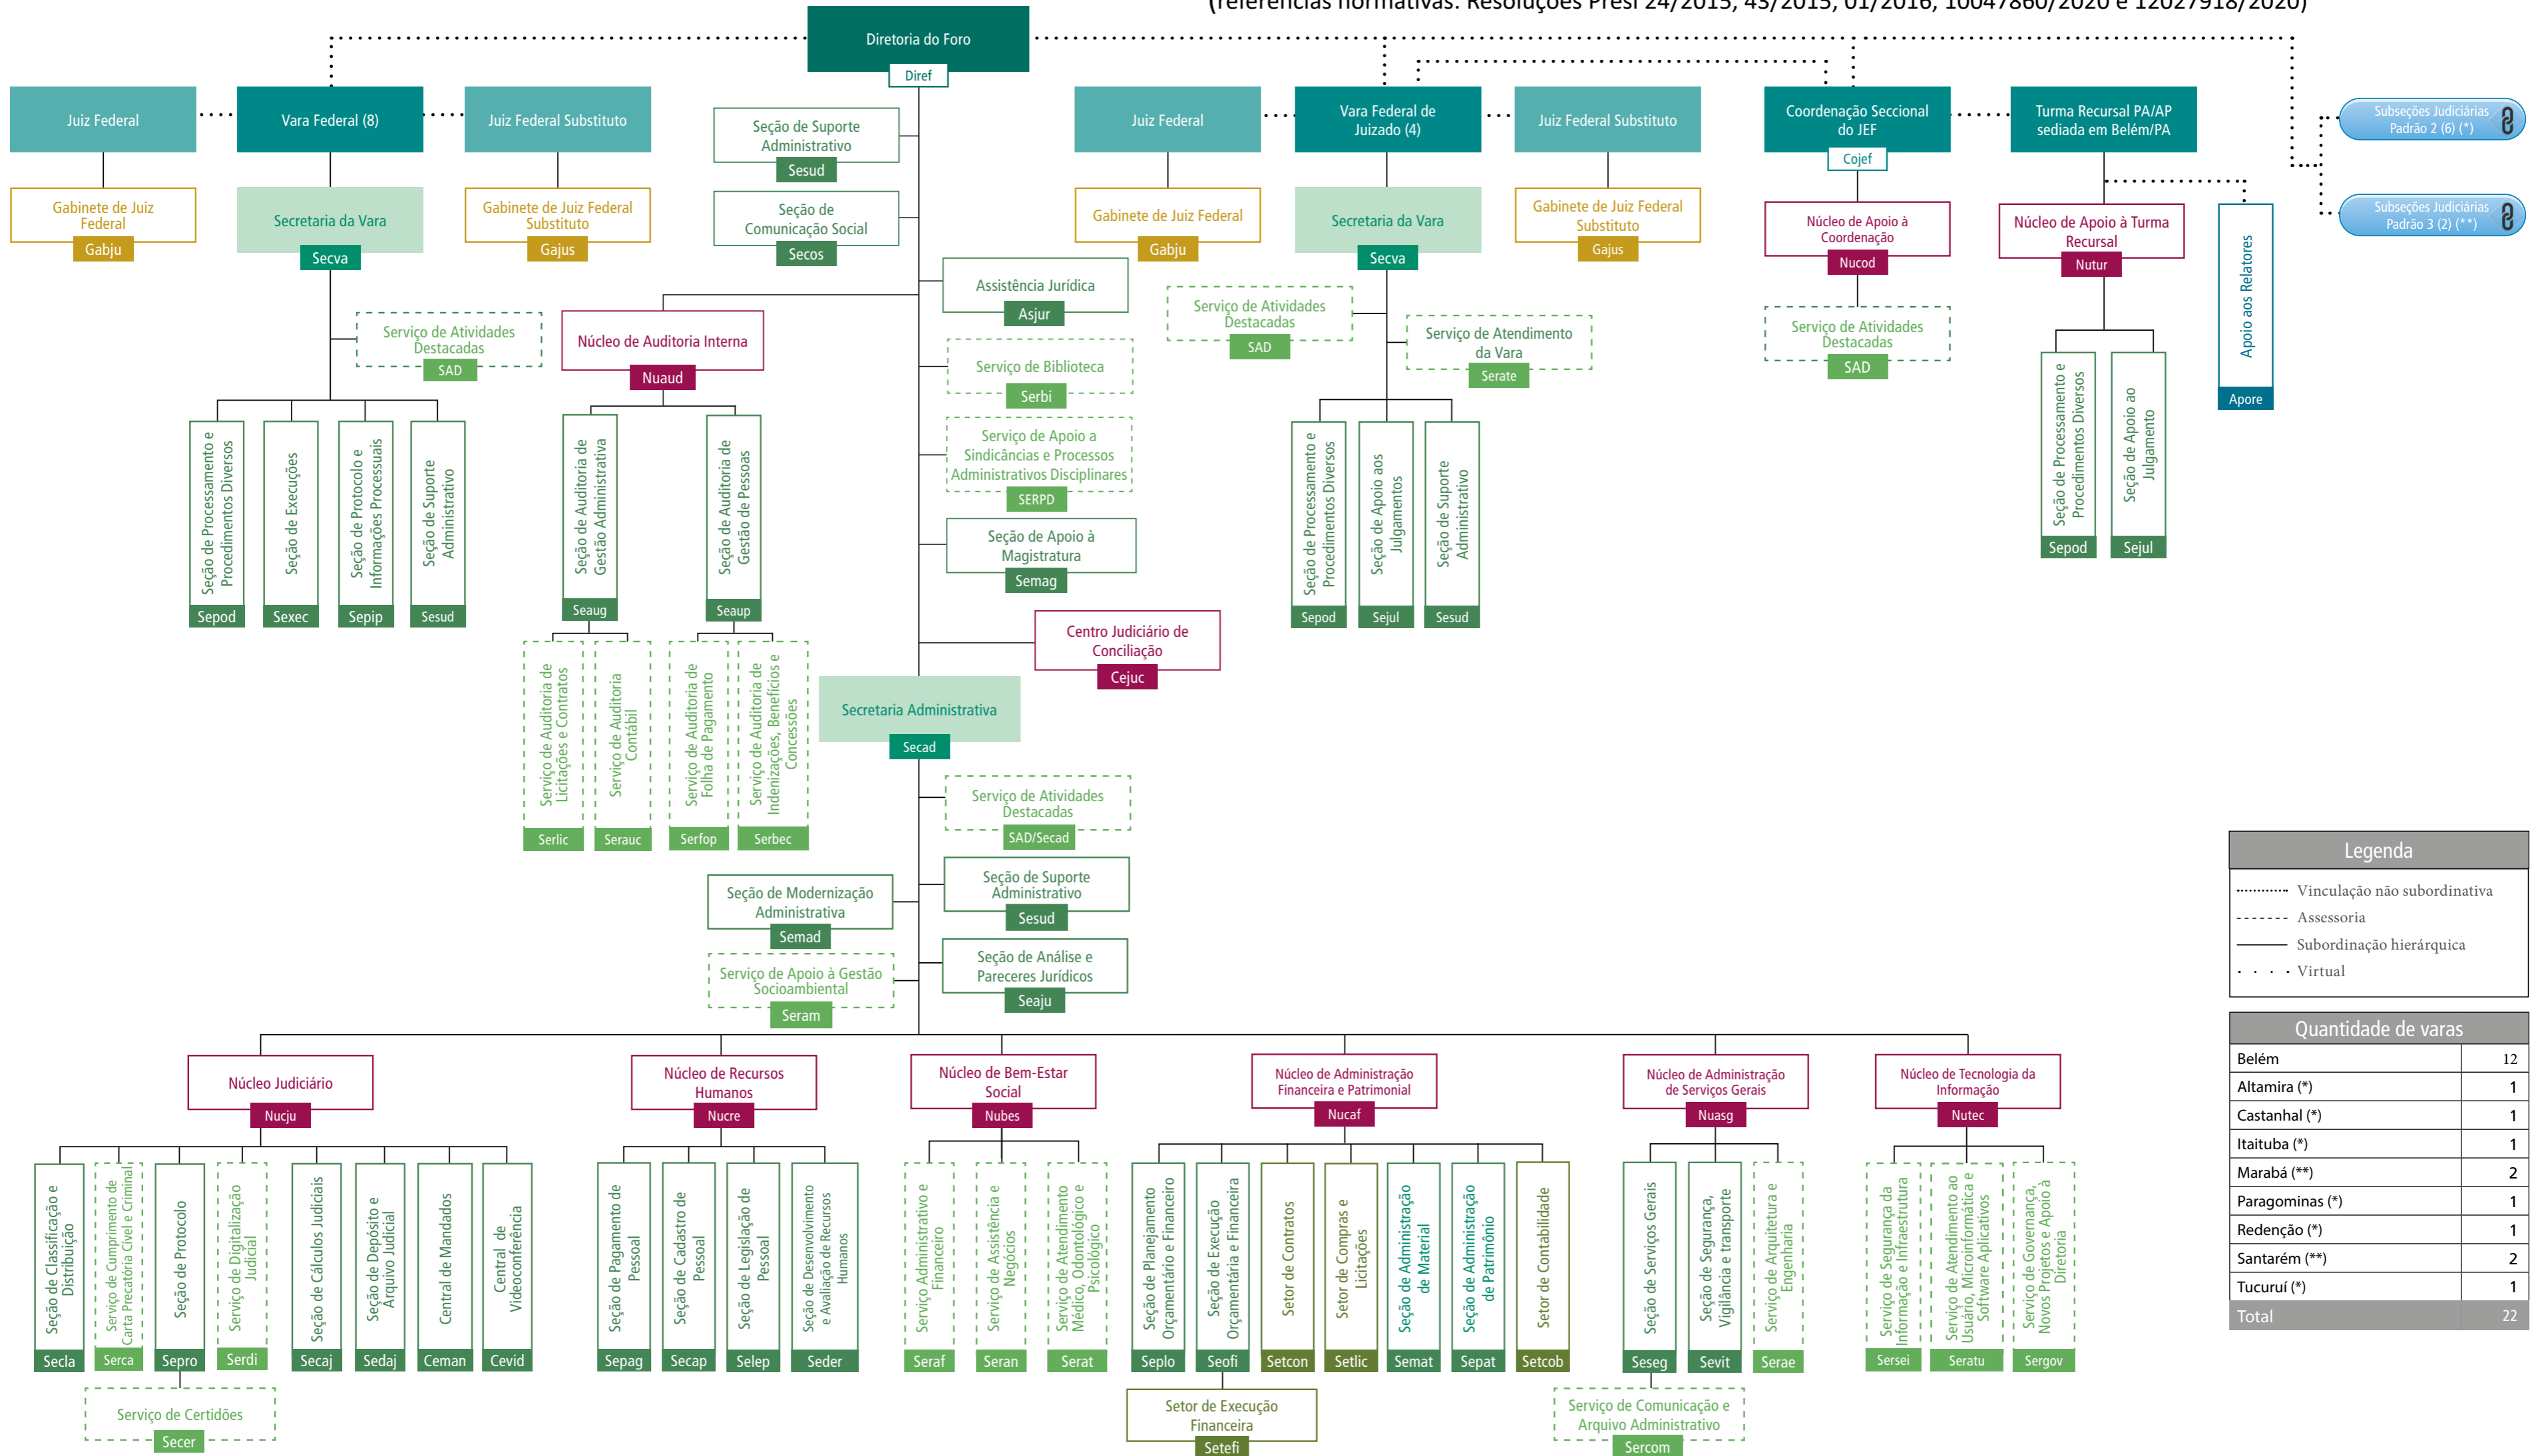 (referências normativas: Resoluções Presi 24/2015, 43/2015, 01/2016, 10047860/2020 e 12027918/2020)
Diretoria do Foro
Diref
Juiz Federal
Vara Federal (8)
Juiz Federal Substituto
Gabinete de Juiz
Federal
Gabju
Secretaria da Vara
Secva
Gabinete de Juiz Federal
Substituto
Gajus
Serviço de Atividades
Destacadas
SAD
Seção de Processamento e
Procedimentos Diversos
Sepod
Seção de Execuções
Sexec
Seção de Protocolo e
Informações Processuais
Sepip
Seção de Suporte
Administrativo
Sesud
Seção de Suporte
Administrativo
Sesud
Seção de
Comunicação Social
Secos
Assistência Jurídica
Asjur
Núcleo de Auditoria Interna
Nuaud
Serviço de Biblioteca
Serbi
Serviço de Apoio a
Sindicâncias e Processos
Administrativos Disciplinares
SERPD
Seção de Apoio à
Magistratura
Semag
Centro Judiciário de
Conciliação
Cejuc
Seção de Auditoria de
Gestão Administrativa
Seaug
Seção de Auditoria de
Gestão de Pessoas
Seaup
Serviço de Auditoria de
Licitações e Contratos
Serlic
Serviço de Auditoria
Contábil
Serauc
Serviço de Auditoria de
Folha de Pagamento
Serfop
Serviço de Auditoria de
Indenizações, Benefícios e
Concessões
Serbec
Juiz Federal
Vara Federal de
Juizado (4)
Juiz Federal Substituto
Gabinete de Juiz Federal
Gabju
Secretaria da Vara
Secva
Gabinete de Juiz Federal
Substituto
Gajus
Serviço de Atividades
Destacadas
SAD
Serviço de Atendimento
da Vara
Serate
Seção de Processamento e
Procedimentos Diversos
Sepod
Seção de Apoio aos
Julgamentos
Sejul
Seção de Suporte
Administrativo
Sesud
Coordenação Seccional
do JEF
Cojef
Núcleo de Apoio à
Coordenação
Nucod
Serviço de Atividades
Destacadas
SAD
Turma Recursal PA/AP
sediada em Belém/PA
Núcleo de Apoio à Turma
Recursal
Nutur
Apoio aos Relatores
Apore
Seção de Processamento e
Procedimentos Diversos
Sepod
Seção de Apoio ao
Julgamento
Sejul
Subseções Judiciárias
Padrão 2 (6) (*)
Subseções Judiciárias
Padrão 3 (2) (**)
Secretaria Administrativa
Secad
Serviço de Atividades
Destacadas
SAD/Secad
Seção de Modernização
Administrativa
Semad
Seção de Suporte
Administrativo
Sesud
Serviço de Apoio à Gestão
Socioambiental
Seram
Seção de Análise e
Pareceres Jurídicos
Seaju
Núcleo Judiciário
Nucju
Seção de Classificação e
Distribuição
Secla
Serviço de Cumprimento de
Carta Precatória Cível e Criminal
Serca
Seção de Protocolo
Sepro
Serviço de Digitalização
Judicial
Serdi
Seção de Cálculos Judiciais
Secaj
Seção de Depósito e
Arquivo Judicial
Sedaj
Central de Mandados
Ceman
Central de
Videoconferência
Cevid
Serviço de Certidões
Secer
Núcleo de Recursos
Humanos
Nucre
Seção de Pagamento de
Pessoal
Sepag
Seção de Cadastro de
Pessoal
Secap
Seção de Legislação de
Pessoal
Selep
Seção de Desenvolvimento
e Avaliação de Recursos
Humanos
Seder
Núcleo de Bem-Estar
Social
Nubes
Serviço Administrativo e
Financeiro
Seraf
Serviço de Assistência e
Negócios
Seran
Serviço de Atendimento
Médico, Odontológico e
Psicológico
Serat
Núcleo de Administração
Financeira e Patrimonial
Nucaf
Seção de Planejamento
Orçamentário e Financeiro
Seplo
Seção de Execução
Orçamentária e Financeira
Seofi
Setor de Contratos
Setcon
Setor de Compras e
Licitações
Setlic
Seção de Administração
de Material
Semat
Seção de Administração
de Patrimônio
Sepat
Setor de Contabilidade
Setcob
Setor de Execução
Financeira
Setefi
Núcleo de Administração
de Serviços Gerais
Nuasg
Seção de Serviços Gerais
Seseg
Seção de Segurança,
Vigilância e transporte
Sevit
Serviço de Arquitetura e
Engenharia
Serae
Serviço de Comunicação e
Arquivo Administrativo
Sercom
Núcleo de Tecnologia da
Informação
Nutec
Serviço de Segurança da
Informação e Infraestrutura
Sersei
Serviço de Atendimento ao
Usuário, Microinformática e
Software Aplicativos
Seratu
Serviço de Governança,
Novos Projetos e Apoio à
Diretoria
Sergov
Legenda
Vinculação não subordinativa
Assessoria
Subordinação hierárquica
Virtual
Quantidade de varas
Belém 12
Altamira (*) 1
Castanhal (*) 1
Itaituba (*) 1
Marabá (**) 2
Paragominas (*) 1
Redenção (*) 1
Santarém (**) 2
Tucuruí (*) 1
Total 22